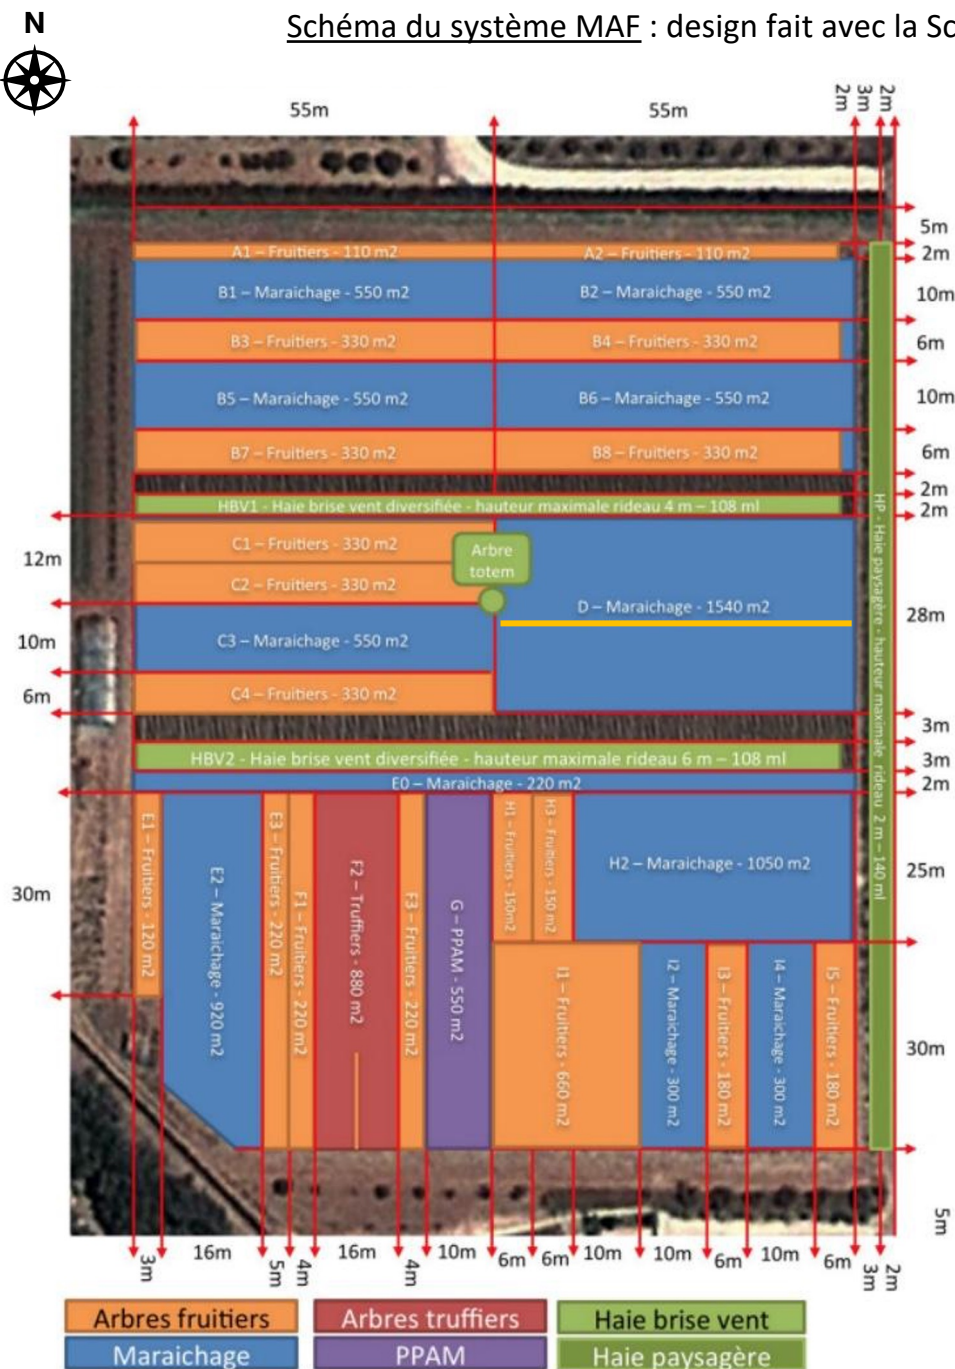 N
Schéma du système MAF : design fait avec la Sc
55m
55m
2m
3m
2m
5m
A1 – Fruitiers - 110 m2
A2 – Fruitiers - 110 m2
2m
B1 – Maraichage - 550 m2
B2 – Maraichage - 550 m2
10m
B3 – Fruitiers - 330 m2
B4 – Fruitiers - 330 m2
6m
B5 – Maraichage - 550 m2
B6 – Maraichage - 550 m2
10m
B7 – Fruitiers - 330 m2
B8 – Fruitiers - 330 m2
6m
2m
HBV1 - Haie brise vent diversifiée - hauteur maximale rideau 4 m – 108 ml
2m
HP - Haie paysagère - hauteur maximale rideau 2 m – 140 ml
12m
C1 – Fruitiers - 330 m2
Arbre
totem
C2 – Fruitiers - 330 m2
D – Maraichage - 1540 m2
28m
10m
C3 – Maraichage - 550 m2
6m
C4 – Fruitiers - 330 m2
3m
HBV2 - Haie brise vent diversifiée - hauteur maximale rideau 6 m – 108 ml
3m
E0 – Maraichage - 220 m2
2m
30m
E1 – Fruitiers - 120 m2
E2 – Maraichage - 920 m2
E3 – Fruitiers - 220 m2
F1 – Fruitiers - 220 m2
F2 – Truffiers - 880 m2
F3 – Fruitiers - 220 m2
G – PPAM - 550 m2
H1 – Fruitiers - 150m2
H3 – Fruitiers - 150 m2
H2 – Maraichage - 1050 m2
25m
I1 – Fruitiers - 660 m2
I2 – Maraichage - 300 m2
I3 – Fruitiers - 180 m2
I4 – Maraichage - 300 m2
I5 – Fruitiers - 180 m2
30m
5m
3m
16m
5m
4m
16m
4m
10m
6m
6m
10m
10m
6m
10m
6m
3m
2m
Arbres fruitiers
Arbres truffiers
Haie brise vent
Maraichage
PPAM
Haie paysagère